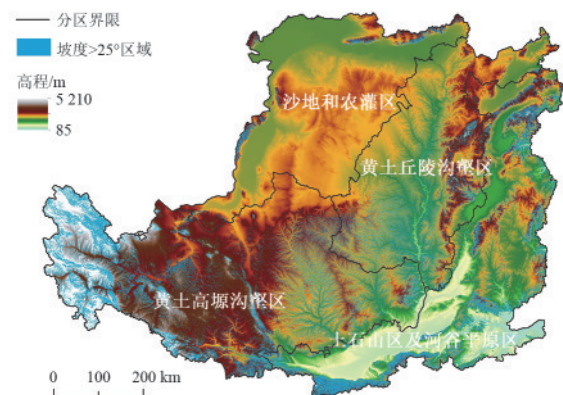 分区界限
坡度>25°区域
高程/m
5 210
85
沙地和农灌区
黄土丘陵沟壑区
黄土高塬沟壑区
土石山区及河谷平原区
0 100 200 km